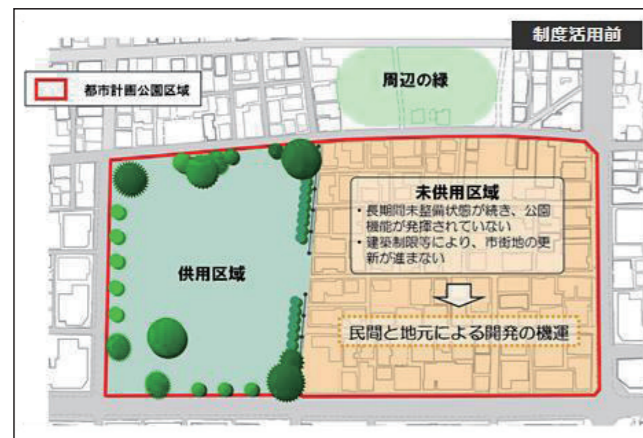 制度活用前
周辺の緑
都市計画公園区域
未供用区域
・長期間未整備状態が続き、公園
機能が発揮されていない
・建築制限等により、市街地の更
新が進まない
供用区域
民間と地元による開発の機運